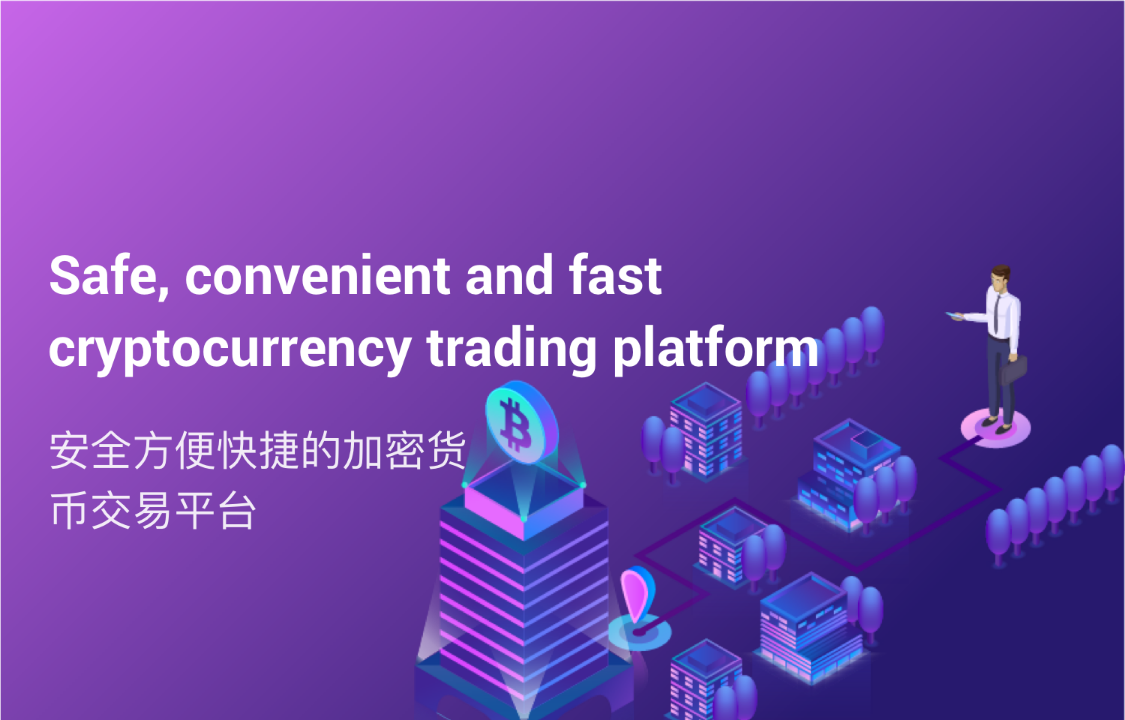 Safe, convenient and fast
cryptocurrency trading platform
安全方便快捷的加密货
币交易平台